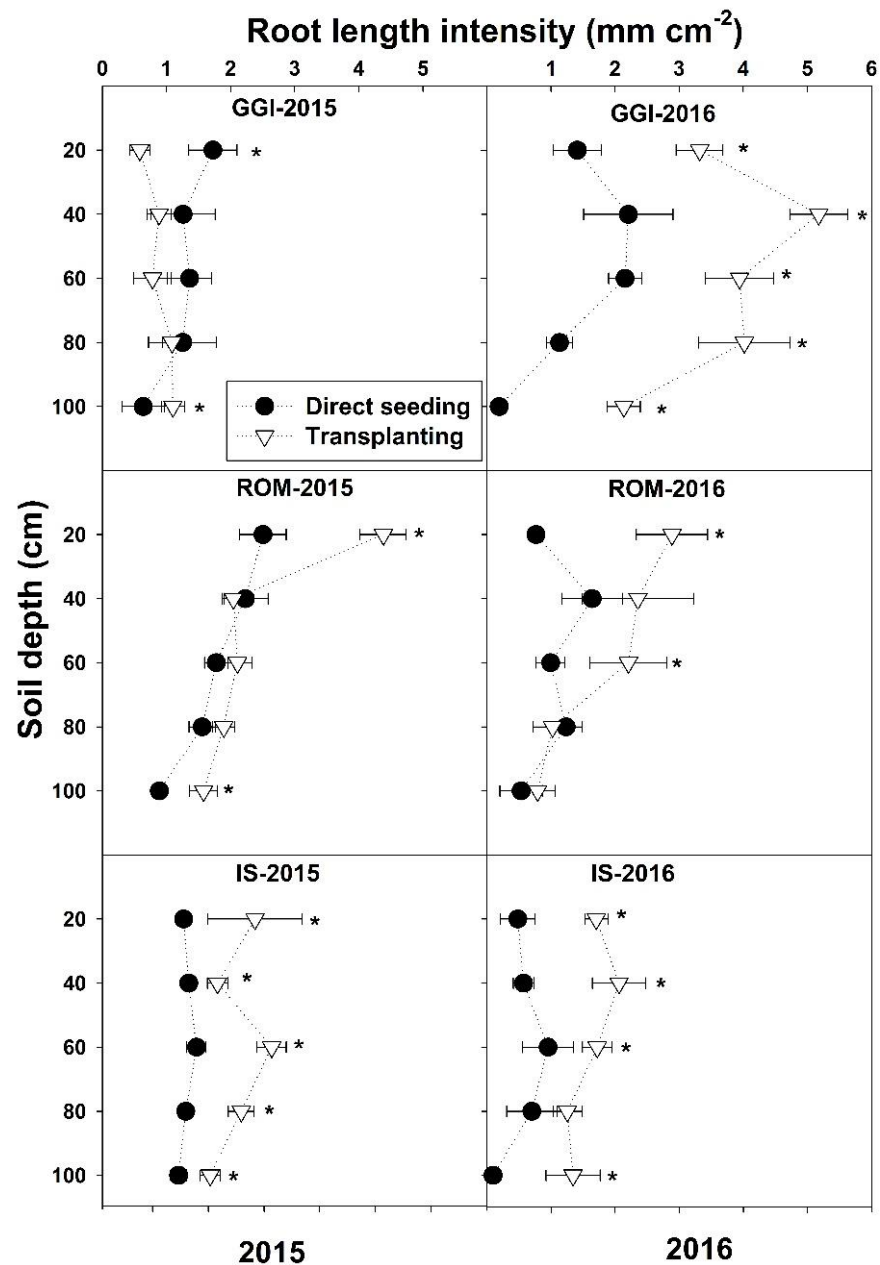 Root length intensity (mm cm-2)
0 1 2 3 4 5 1 2 3 4 5 6
GGI-2015 GGI-2016
20 * *
40 *
60 *
80 *
100 * *
Direct seeding
Transplanting
Soil depth (cm)
ROM-2015 ROM-2016
20 * *
40
60 *
80
100 *
IS-2015 IS-2016
20 * *
40 * *
60 * *
80 *
100 * *
2015 2016